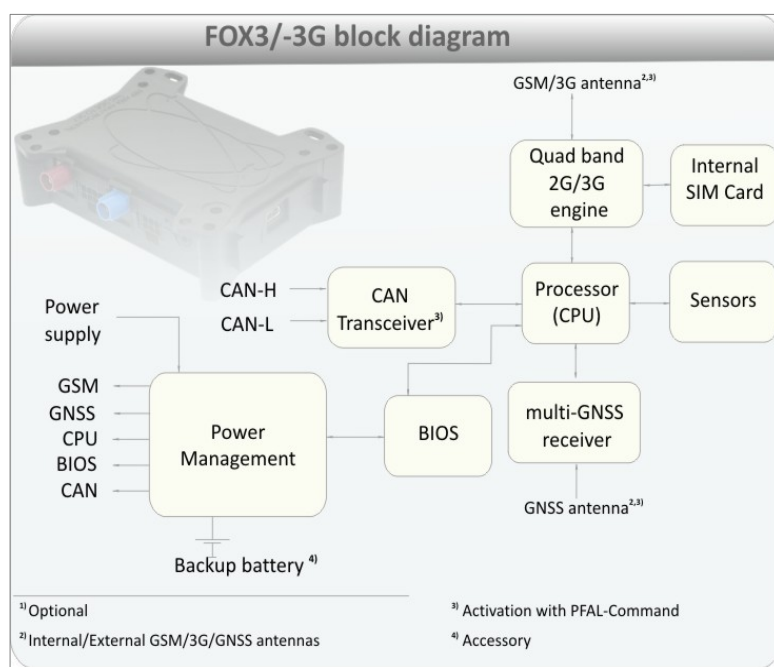 FOX3/-3G block diagram
GSM/3G antenna2,3)
Quad band
2G/3G
engine
Internal
SIM Card
CAN-H
CAN-L
CAN
Transceiver3)
Processor
(CPU)
Sensors
Power
supply
GSM
GNSS
CPU
BIOS
CAN
Power
Management
BIOS
multi-GNSS
receiver
GNSS antenna2,3)
Backup battery 4)
1) Optional
2) Internal/External GSM/3G/GNSS antennas
3) Activation with PFAL-Command
4) Accessory